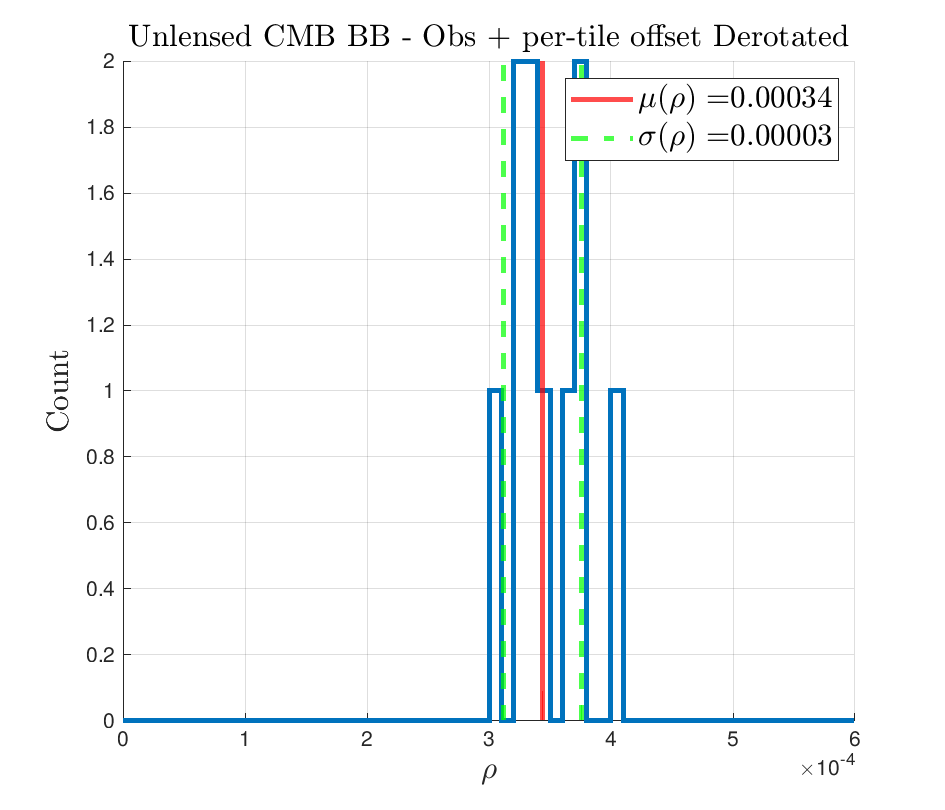 Unlensed CMB BB - Obs + per-tile offset Derotated
μ(ρ) =0.00034
σ(ρ) =0.00003
2
1.8
1.6
1.4
1.2
1
0.8
0.6
0.4
0.2
0
Count
0 1 2 3 4 5 6
×10⁻⁴
ρ